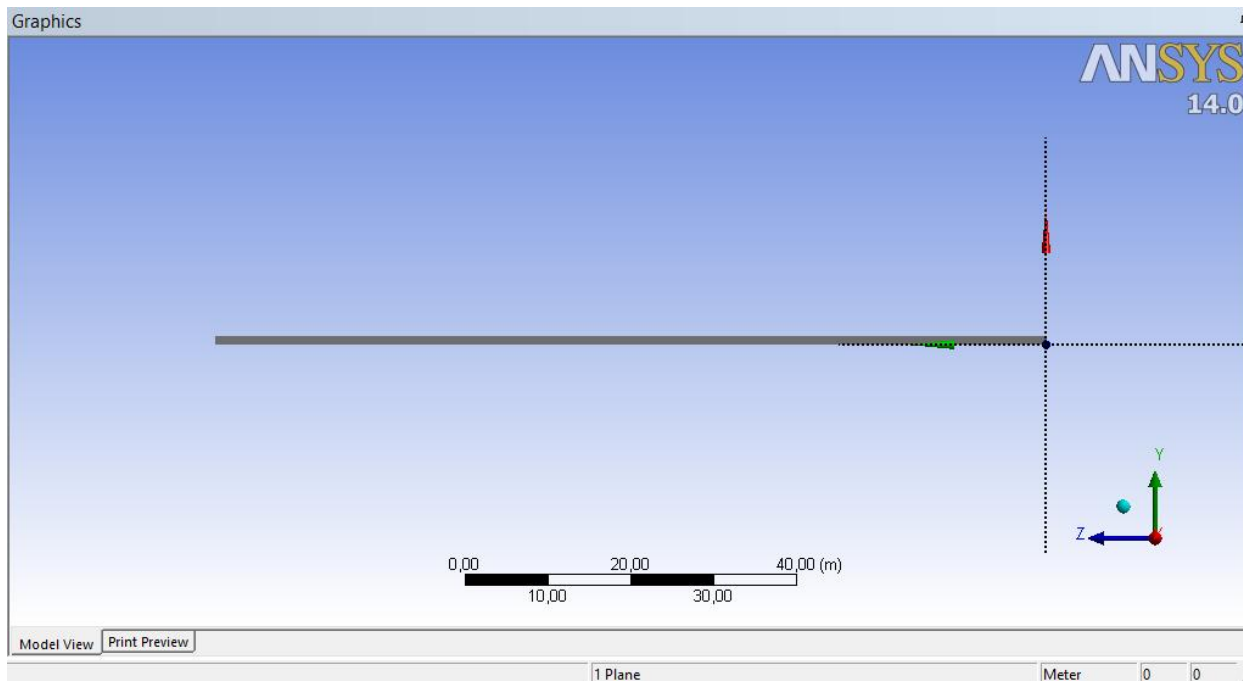 Graphics
ANSYS
14.0
Y
Z
0,00 20,00 40,00 (m)
10,00 30,00
Model View Print Preview
1 Plane Meter 0 0